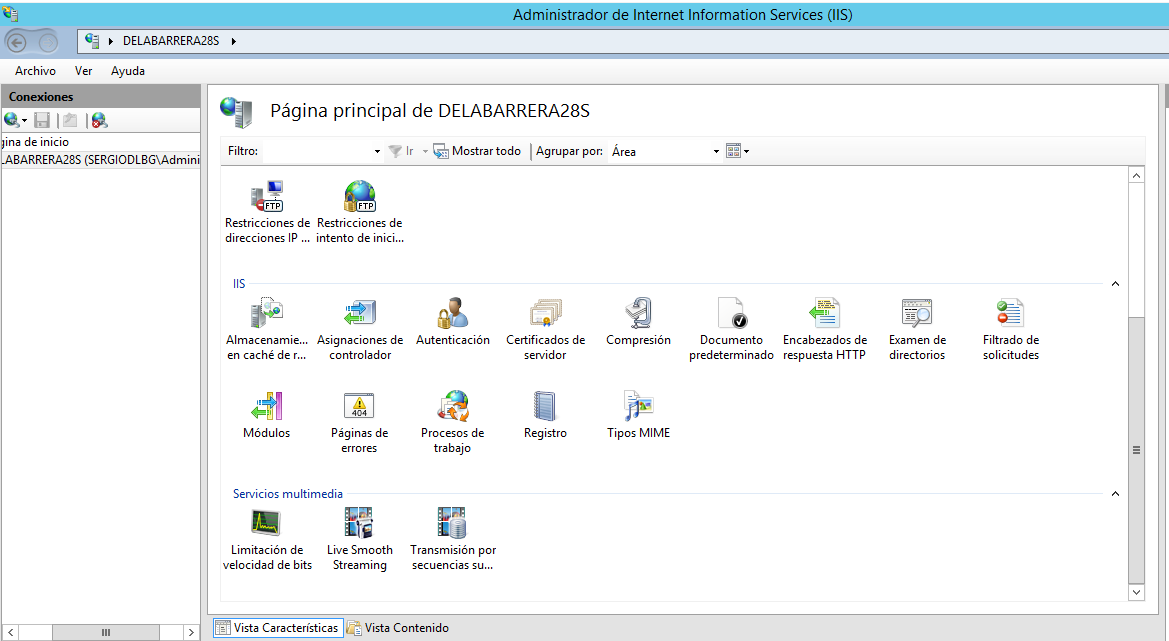 Administrador de Internet Information Services (IIS)
DELABARRERA28S
Archivo Ver Ayuda
Conexiones
gina de inicio
LABARRERA28S (SERGIODLBG\Admini
Página principal de DELABARRERA28S
Filtro: Ir Mostrar todo Agrupar por: Área
FTP FTP
Restricciones de direcciones IP ...
Restricciones de intento de inici...
IIS
Almacenamie... en caché de r...
Asignaciones de controlador
Autenticación
Certificados de servidor
Compresión
Documento predeterminado
Encabezados de respuesta HTTP
Examen de directorios
Filtrado de solicitudes
Módulos
404
Páginas de errores
Procesos de trabajo
Registro
Tipos MIME
Servicios multimedia
Limitación de velocidad de bits
Live Smooth Streaming
Transmisión por secuencias su...
Vista Características Vista Contenido